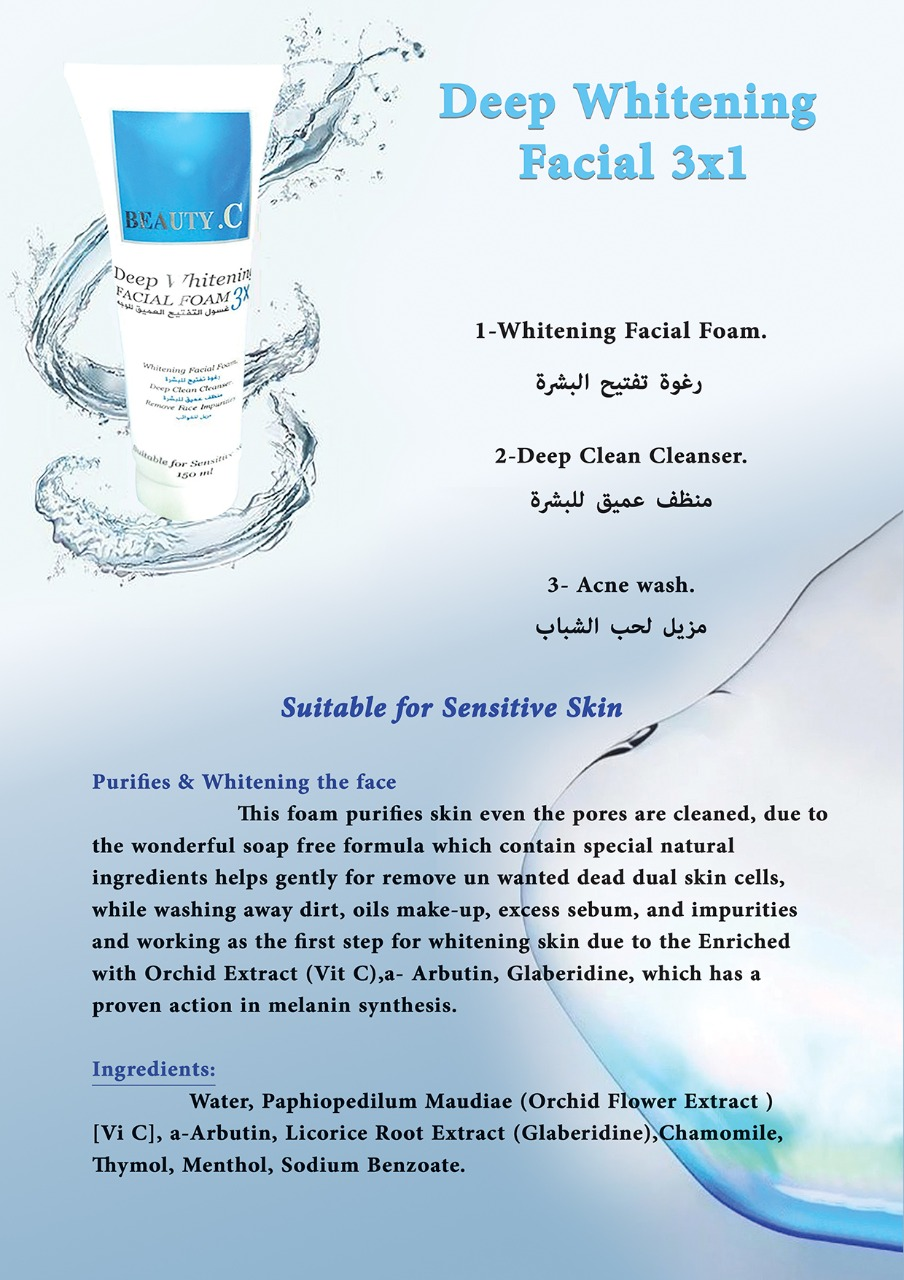 BEAUTY.C
Deep Whitening
FACIAL FOAM 3x
غسول التفتيح العميق للوجه
Whitening Facial Foam.
رغوة تفتيح للبشرة
Deep Clean Cleanser.
منظف عميق للبشرة
Remove Face Impurities
مزيل للشوائب
Suitable for Sensitive
150 ml
Deep Whitening
Facial 3x1
1-Whitening Facial Foam.
رغوة تفتيح البشرة
2-Deep Clean Cleanser.
منظف عميق للبشرة
3- Acne wash.
مزيل لحب الشباب
Suitable for Sensitive Skin
Purifies & Whitening the face
This foam purifies skin even the pores are cleaned, due to
the wonderful soap free formula which contain special natural
ingredients helps gently for remove un wanted dead dual skin cells,
while washing away dirt, oils make-up, excess sebum, and impurities
and working as the first step for whitening skin due to the Enriched
with Orchid Extract (Vit C),a- Arbutin, Glaberidine, which has a
proven action in melanin synthesis.
Ingredients:
Water, Paphiopedilum Maudiae (Orchid Flower Extract )
[Vi C], a-Arbutin, Licorice Root Extract (Glaberidine),Chamomile,
Thymol, Menthol, Sodium Benzoate.